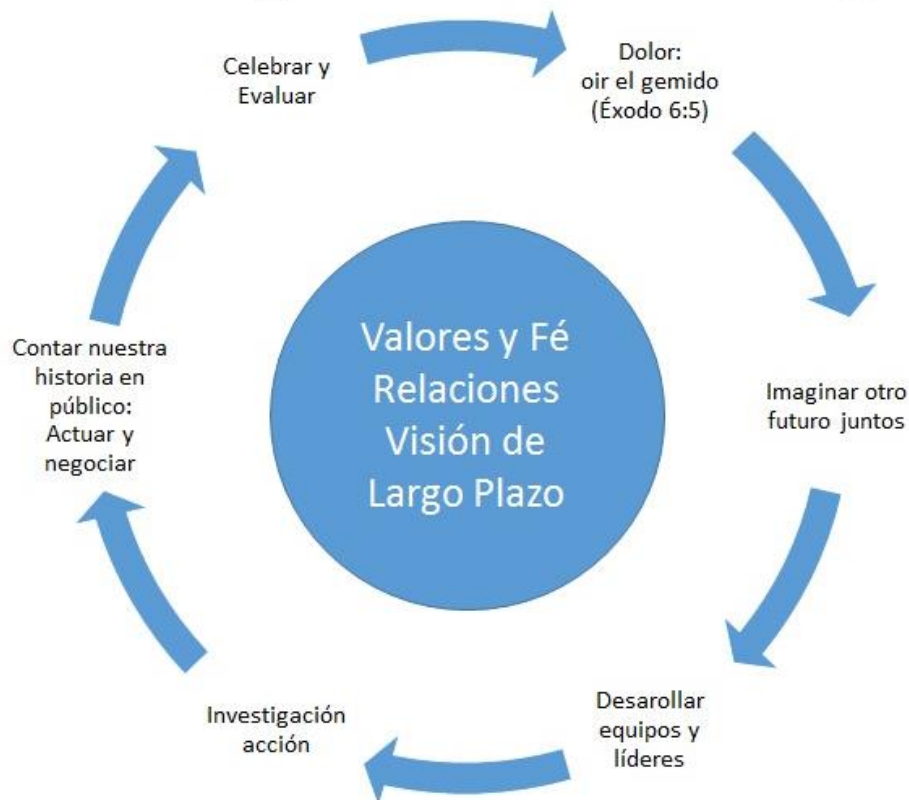 Dolor:
oir el gemido
(Éxodo 6:5)
Imaginar otro
futuro juntos
Desarollar
equipos y
líderes
Investigación
acción
Contar nuestra
historia en
público:
Actuar y
negociar
Celebrar y
Evaluar
Valores y Fé
Relaciones
Visión de
Largo Plazo